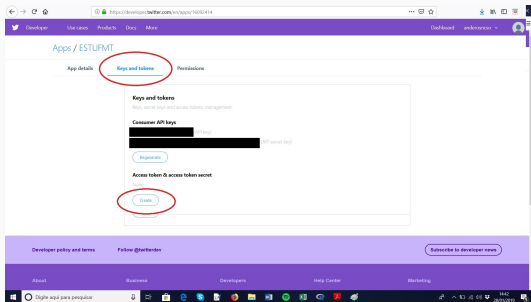 https://developer.twitter.com/en/apps/16092414
Developer Use cases Products Docs More Dashboard
Apps / ESTUFMT
App details Keys and tokens Permissions
Keys and tokens
Keys, secret keys and access tokens management.
Consumer API keys
(API key)
(API secret key)
Regenerate
Access token & access token secret
None
Create
Developer policy and terms Follow @twitterdev Subscribe to developer news
About Business Developers Help Center Marketing
Digite aqui para pesquisar
14:42
28/01/2019